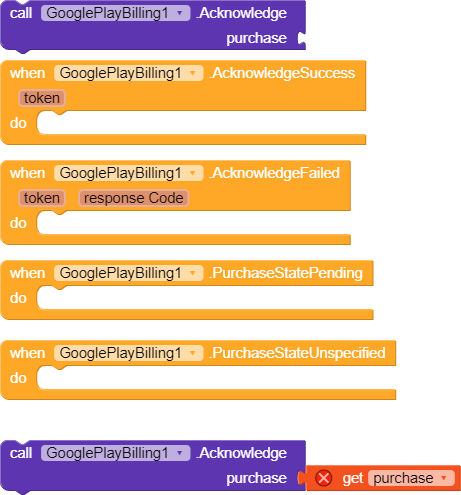 call GooglePlayBilling1 .Acknowledge
purchase
when GooglePlayBilling1 .AcknowledgeSuccess
token
do
when GooglePlayBilling1 .AcknowledgeFailed
token response Code
do
when GooglePlayBilling1 .PurchaseStatePending
do
when GooglePlayBilling1 .PurchaseStateUnspecified
do
call GooglePlayBilling1 .Acknowledge
purchase get purchase